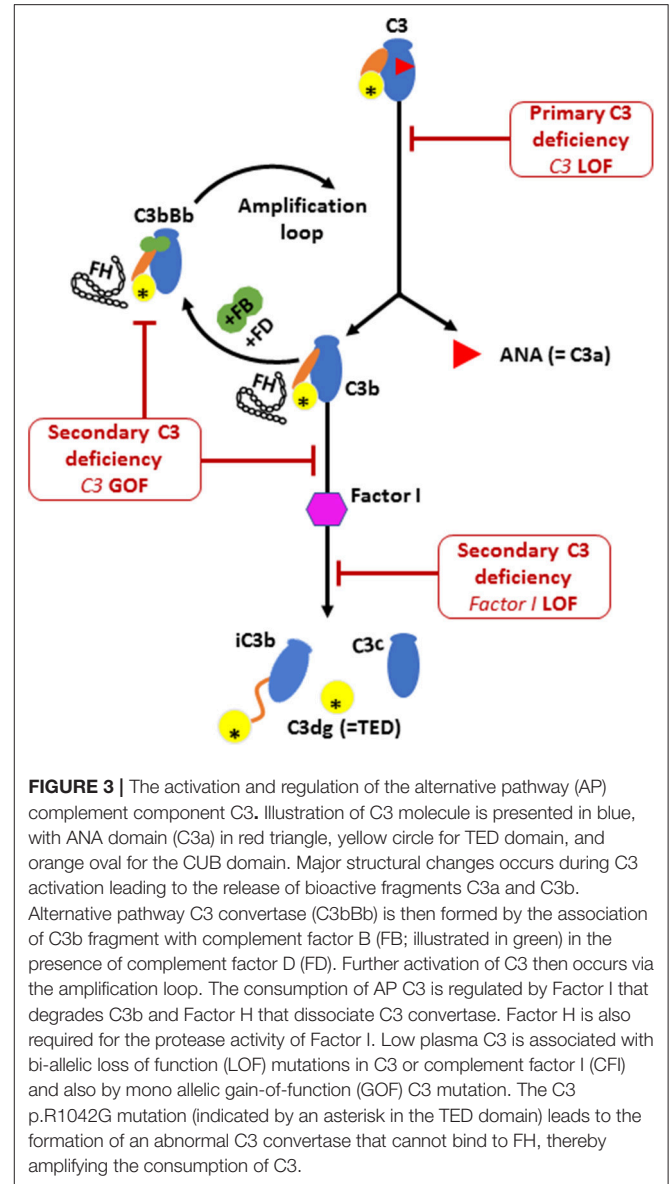 C3
*
Primary C3
deficiency
C3 LOF
Amplification
loop
C3bBb
FH
*
+FB
+FD
ANA (= C3a)
FH
*
C3b
Secondary C3
deficiency
C3 GOF
Factor I
Secondary C3
deficiency
Factor I LOF
iC3b
C3c
*
*
C3dg (=TED)
FIGURE 3 | The activation and regulation of the alternative pathway (AP)
complement component C3. Illustration of C3 molecule is presented in blue,
with ANA domain (C3a) in red triangle, yellow circle for TED domain, and
orange oval for the CUB domain. Major structural changes occurs during C3
activation leading to the release of bioactive fragments C3a and C3b.
Alternative pathway C3 convertase (C3bBb) is then formed by the association
of C3b fragment with complement factor B (FB; illustrated in green) in the
presence of complement factor D (FD). Further activation of C3 then occurs via
the amplification loop. The consumption of AP C3 is regulated by Factor I that
degrades C3b and Factor H that dissociate C3 convertase. Factor H is also
required for the protease activity of Factor I. Low plasma C3 is associated with
bi-allelic loss of function (LOF) mutations in C3 or complement factor I (CFI)
and also by mono allelic gain-of-function (GOF) C3 mutation. The C3
p.R1042G mutation (indicated by an asterisk in the TED domain) leads to the
formation of an abnormal C3 convertase that cannot bind to FH, thereby
amplifying the consumption of C3.